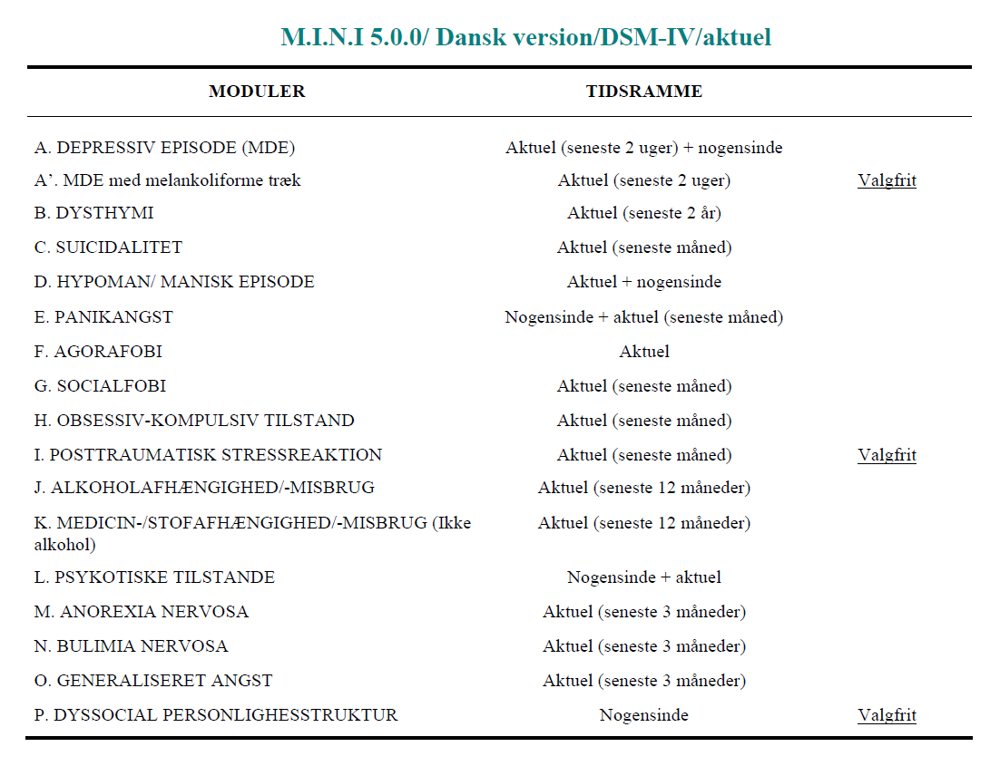 M.I.N.I 5.0.0/ Dansk version/DSM-IV/aktuel
MODULER TIDSRAMME
A. DEPRESSIV EPISODE (MDE) Aktuel (seneste 2 uger) + nogensinde
A’. MDE med melankoliforme træk Aktuel (seneste 2 uger) Valgfrit
B. DYSTHYMI Aktuel (seneste 2 år)
C. SUICIDALITET Aktuel (seneste måned)
D. HYPOMAN/ MANISK EPISODE Aktuel + nogensinde
E. PANIKANGST Nogensinde + aktuel (seneste måned)
F. AGORAFOBI Aktuel
G. SOCIALFOBI Aktuel (seneste måned)
H. OBSESSIV-KOMPULSIV TILSTAND Aktuel (seneste måned)
I. POSTTRAUMATISK STRESSREAKTION Aktuel (seneste måned) Valgfrit
J. ALKOHOLAFHÆNGIGHED/-MISBRUG Aktuel (seneste 12 måneder)
K. MEDICIN-/STOFAFHÆNGIGHED/-MISBRUG (Ikke Aktuel (seneste 12 måneder)
alkohol)
L. PSYKOTISKE TILSTANDE Nogensinde + aktuel
M. ANOREXIA NERVOSA Aktuel (seneste 3 måneder)
N. BULIMIA NERVOSA Aktuel (seneste 3 måneder)
O. GENERALISERET ANGST Aktuel (seneste 3 måneder)
P. DYSSOCIAL PERSONLIGHESSTRUKTUR Nogensinde Valgfrit